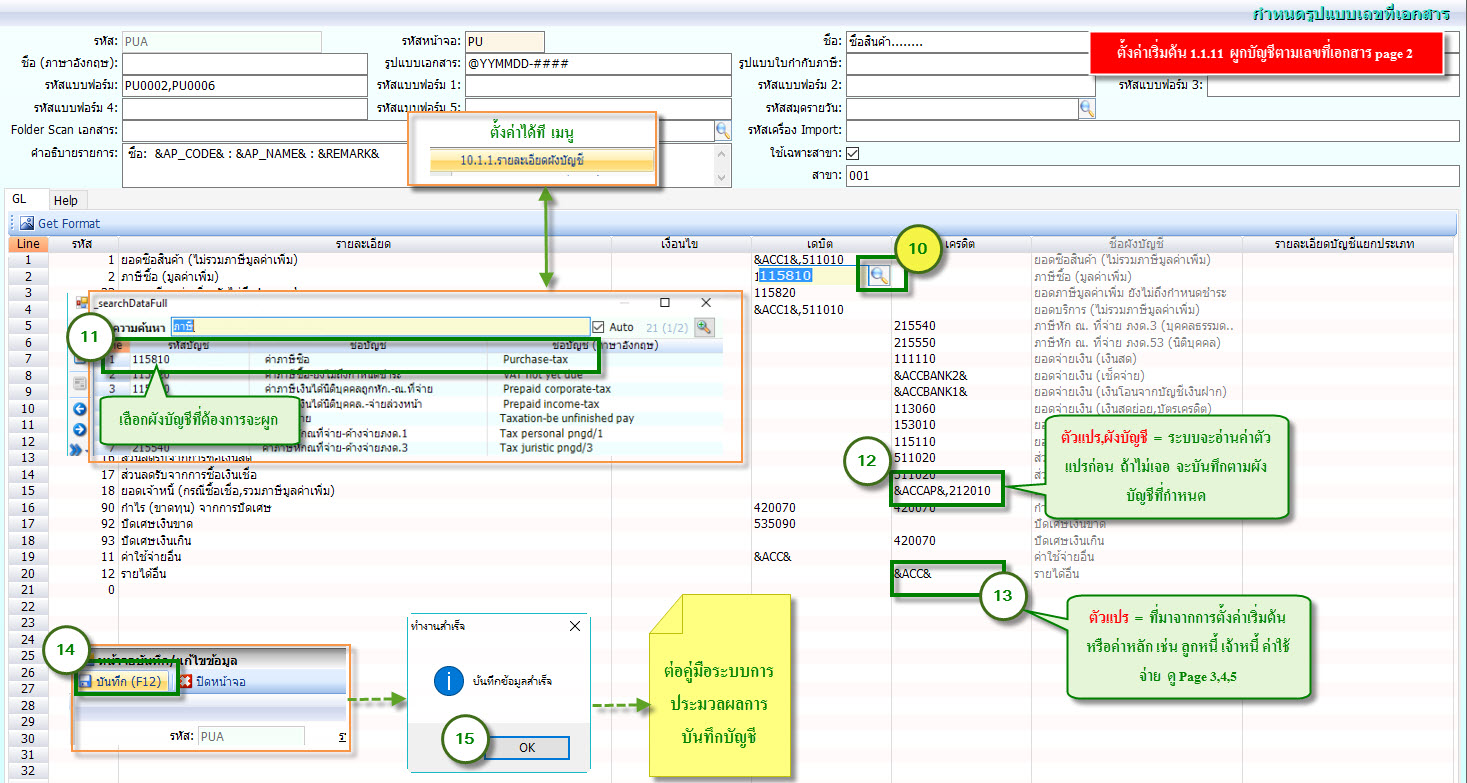 กำหนดรูปแบบเลขที่เอกสาร
รหัส: PUA รหัสหน้าจอ: PU ชื่อ: ซื้อสินค้า........
ตั้งค่าเริ่มต้น 1.1.11 ผูกบัญชีตามเลขที่เอกสาร page 2
ชื่อ (ภาษาอังกฤษ): รูปแบบเอกสาร: @YYMMDD-#### รูปแบบใบกำกับภาษี:
รหัสแบบฟอร์ม: PU0002,PU0006 รหัสแบบฟอร์ม 1: รหัสแบบฟอร์ม 2: รหัสแบบฟอร์ม 3:
รหัสแบบฟอร์ม 4: รหัสแบบฟอร์ม 5: รหัสสมุดรายวัน:
Folder Scan เอกสาร: รหัสเครื่อง Import:
คำอธิบายรายการ: ซื้อ: &AP_CODE& : &AP_NAME& : &REMARK& ใช้เฉพาะสาขา:
สาขา: 001
ตั้งค่าได้ที่ เมนู
10.1.1.รายละเอียดผังบัญชี
GL Help
Get Format
Line รหัส รายละเอียด เงื่อนไข เดบิต เครดิต ชื่อผังบัญชี รายละเอียดบัญชีแยกประเภท
10
1 1 ยอดซื้อสินค้า (ไม่รวมภาษีมูลค่าเพิ่ม) &ACC1&,511010 ยอดซื้อสินค้า (ไม่รวมภาษีมูลค่าเพิ่ม)
2 2 ภาษีซื้อ (มูลค่าเพิ่ม) 115810 ภาษีซื้อ (มูลค่าเพิ่ม)
3 115820 ยอดภาษีมูลค่าเพิ่ม ยังไม่ถึงกำหนดชำระ
4 &ACC1&,511010 ยอดบริการ (ไม่รวมภาษีมูลค่าเพิ่ม)
5 215540 ภาษีหัก ณ. ที่จ่าย ภงด.3 (บุคคลธรรมด..
6 215550 ภาษีหัก ณ. ที่จ่าย ภงด.53 (นิติบุคคล)
7 111110 ยอดจ่ายเงิน (เงินสด)
8 &ACCBANK2& ยอดจ่ายเงิน (เช็คจ่าย)
9 &ACCBANK1& ยอดจ่ายเงิน (เงินโอนจากบัญชีเงินฝาก)
10 113060 ยอดจ่ายเงิน (เงินสดย่อย,บัตรเครดิต)
11 153010
12 115110
13 16 ส่วนลดรับจากการซื้อเงินสด 511020
14 17 ส่วนลดรับจากการซื้อเงินเชื่อ 511020
15 18 ยอดเจ้าหนี้ (กรณีซื้อเชื่อ,รวมภาษีมูลค่าเพิ่ม) &ACCAP&,212010
16 90 กำไร (ขาดทุน) จากการปัดเศษ 420070 420070
17 92 ปัดเศษเงินขาด 535090 ปัดเศษเงินขาด
18 93 ปัดเศษเงินเกิน 420070 ปัดเศษเงินเกิน
19 11 ค่าใช้จ่ายอื่น &ACC& ค่าใช้จ่ายอื่น
20 12 รายได้อื่น &ACC& รายได้อื่น
21 0
22
23
24
25
26
27
28
29
30
31
32
_searchDataFull
11
ความค้นหา ภาษี Auto 21 (1/2)
รหัสบัญชี ชื่อบัญชี ชื่อบัญชี (ภาษาอังกฤษ)
1 115810 ค่าภาษีซื้อ Purchase-tax
2 ค่าภาษีซื้อ-ยังไม่ถึงกำหนดชำระ VAT not yet due
3 ค่าภาษีเงินได้นิติบุคคลถูกหัก-ณ.ที่จ่าย Prepaid corporate-tax
เงินได้นิติบุคคล.-จ่ายล่วงหน้า Prepaid income-tax
Taxation-be unfinished pay
ณที่จ่าย-ค้างจ่ายภงด.1 Tax personal pngd/1
7 215540 ค่าภาษีหักณที่จ่าย-ค้างจ่ายภงด.3 Tax juristic pngd/3
เลือกผังบัญชีที่ต้องการจะผูก
12
ตัวแปร,ผังบัญชี = ระบบจะอ่านค่าตัว
แปรก่อน ถ้าไม่เจอ จะบันทึกตามผัง
บัญชีที่กำหนด
13
ตัวแปร = ที่มาจากการตั้งค่าเริ่มต้น
หรือค่าหลัก เช่น ลูกหนี้ เจ้าหนี้ ค่าใช้
จ่าย ดู Page 3,4,5
14
หน้าจอบันทึก/แก้ไขข้อมูล
บันทึก (F12) ปิดหน้าจอ
รหัส: PUA
ทำงานสำเร็จ
บันทึกข้อมูลสำเร็จ
15
OK
ต่อคู่มือระบบการ
ประมวลผลการ
บันทึกบัญชี